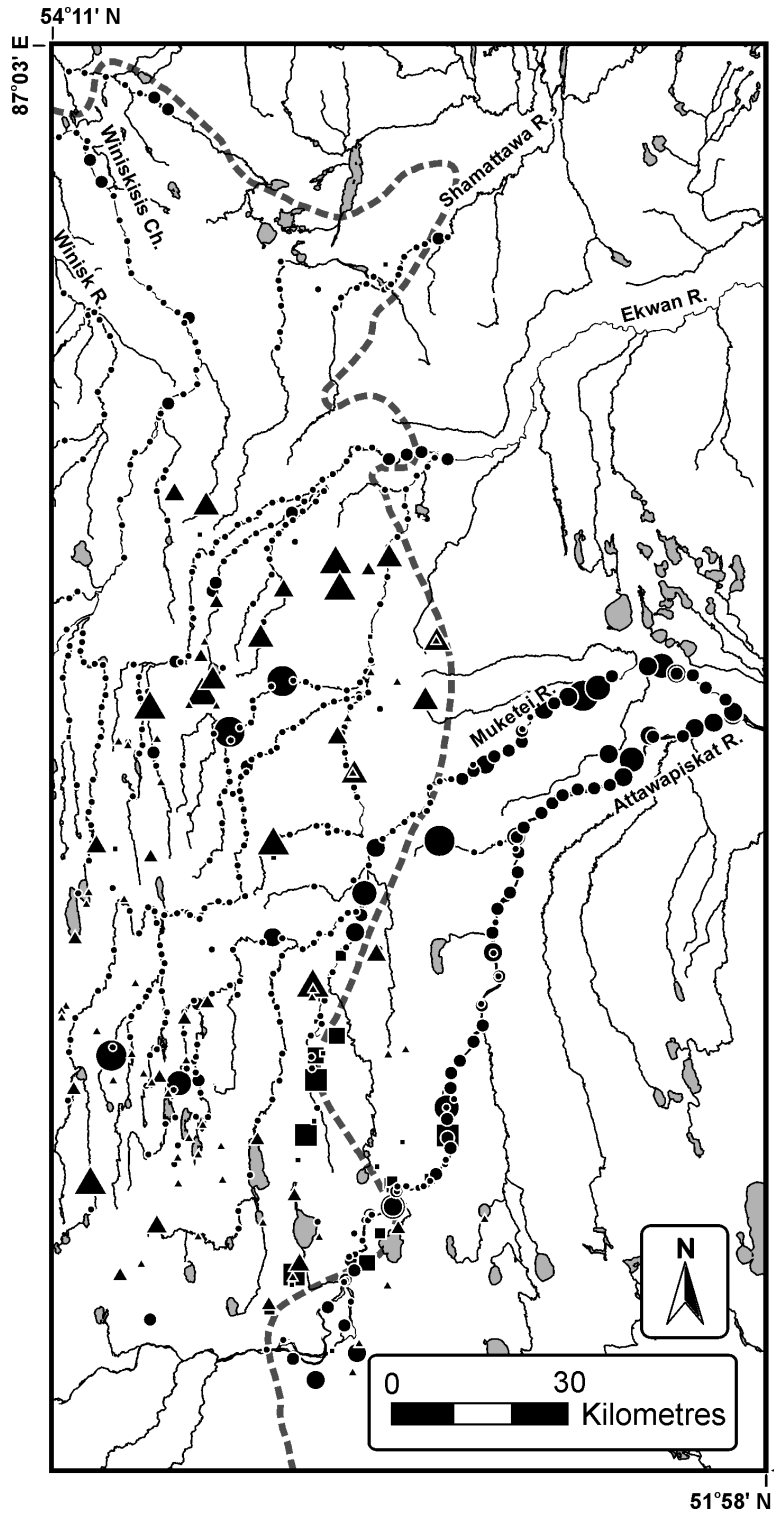 54°11' N
87°03' E
Winiskisis Ch.
Shamattawa R.
Winisk R.
Ekwan R.
Muketei R.
Attawapiskat R.
N
0 30
Kilometres
51°58' N